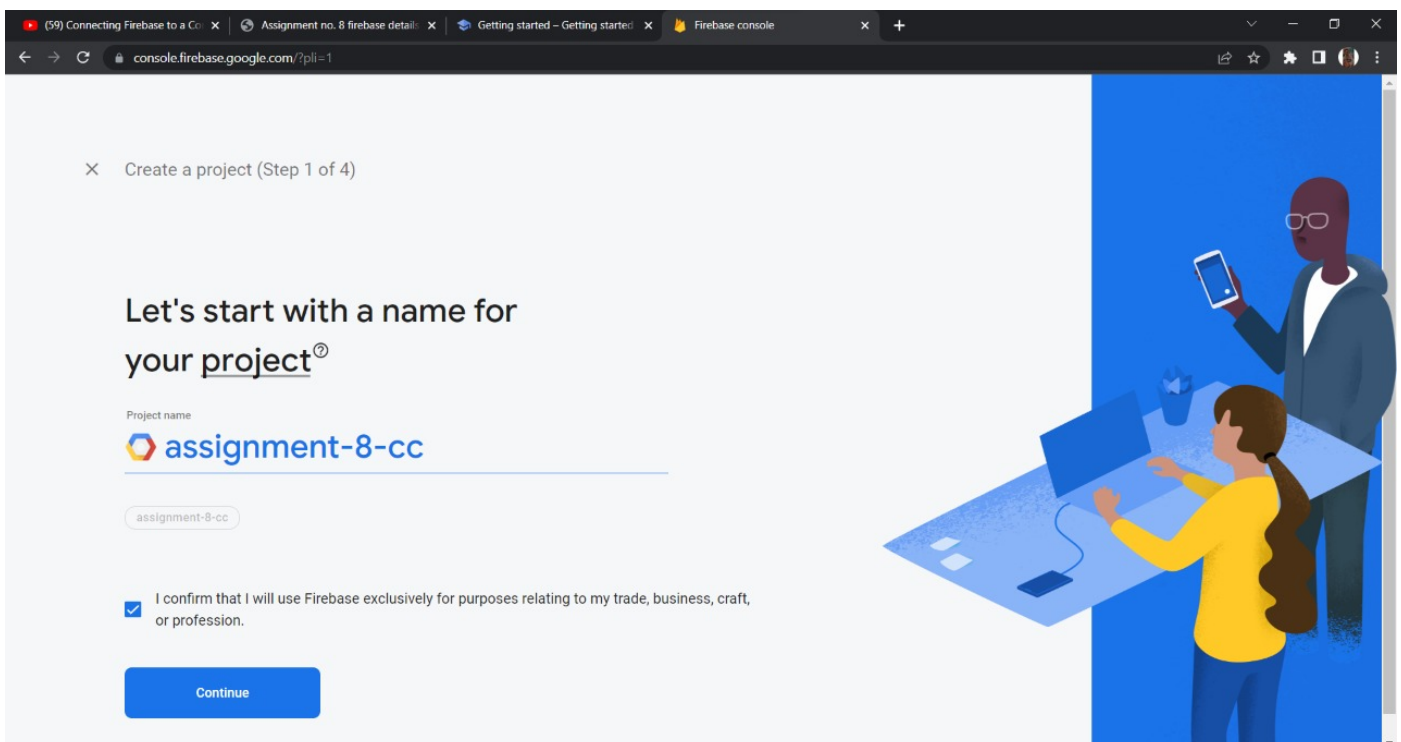 (59) Connecting Firebase to a Co
Assignment no. 8 firebase details
Getting started – Getting started
Firebase console
console.firebase.google.com/?pli=1
Create a project (Step 1 of 4)
Let's start with a name for
your project
Project name
assignment-8-cc
assignment-8-cc
I confirm that I will use Firebase exclusively for purposes relating to my trade, business, craft,
or profession.
Continue